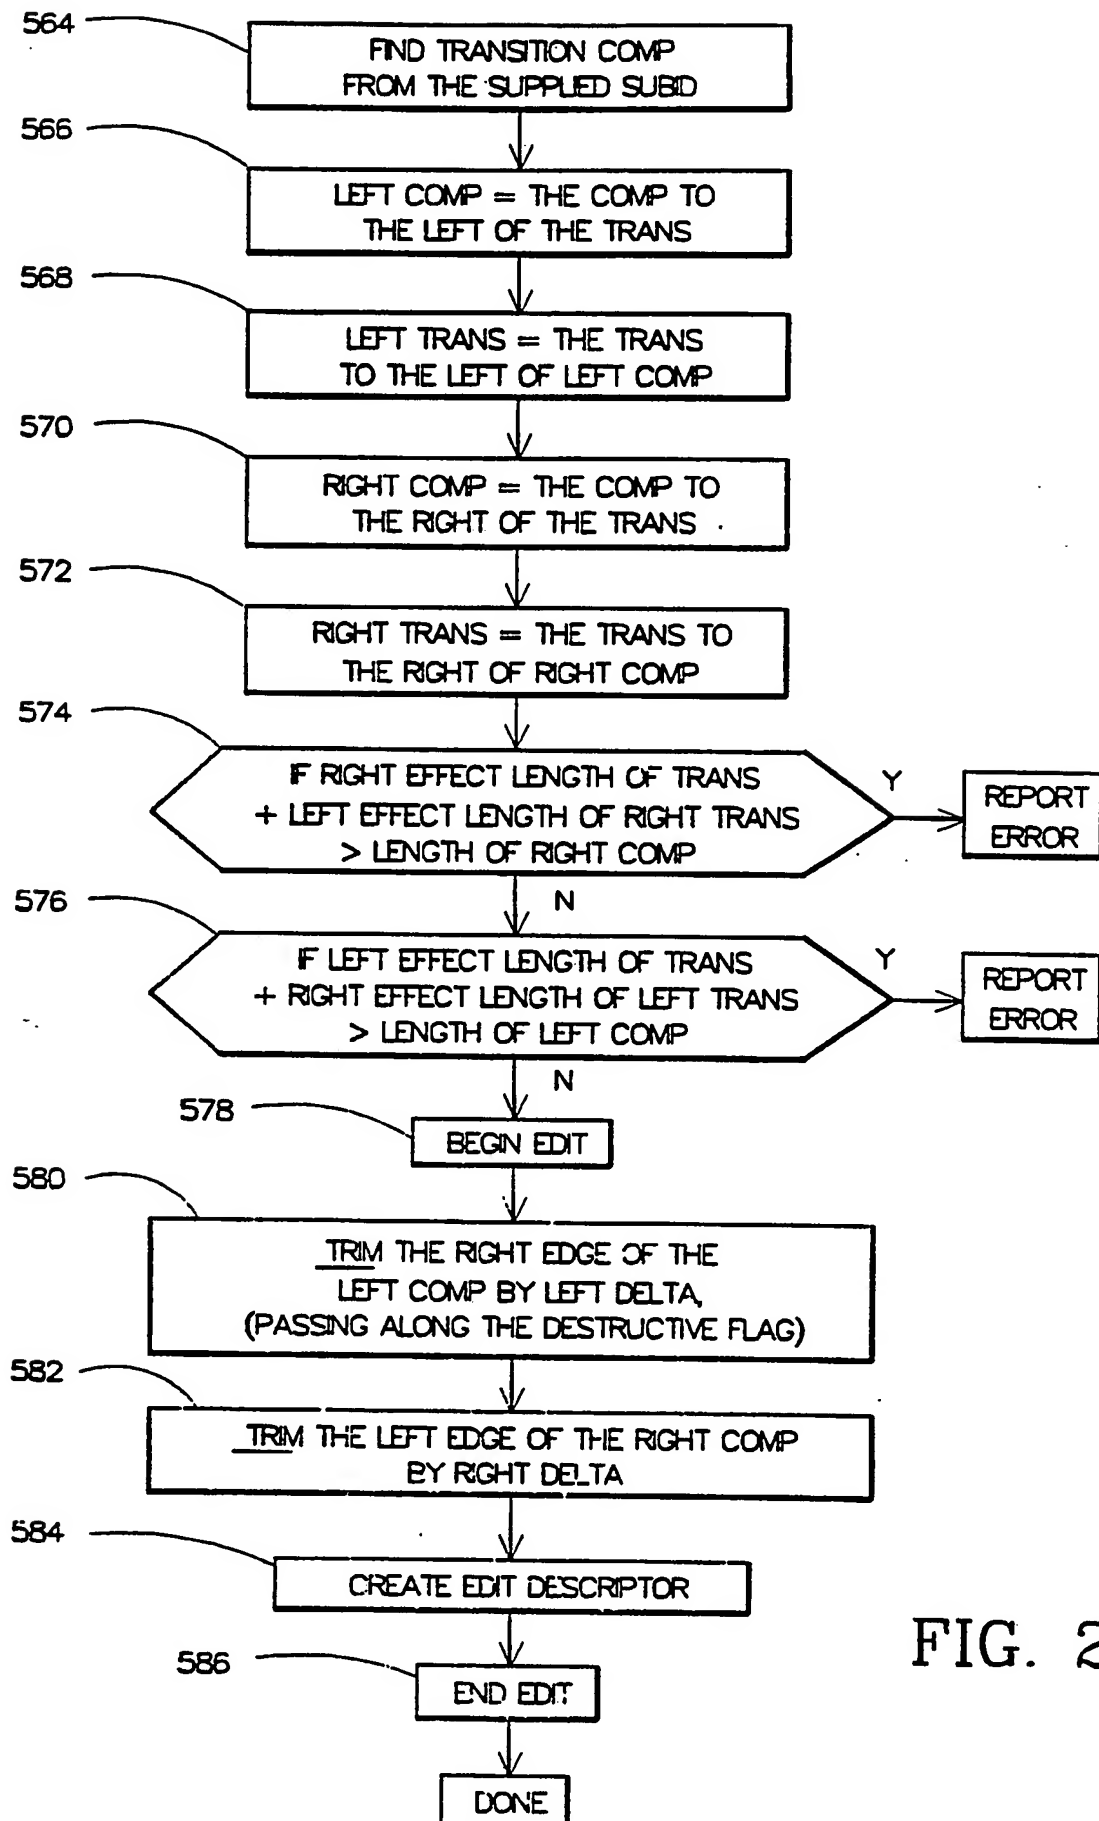 564
FIND TRANSITION COMP
FROM THE SUPPLIED SUBID
566
LEFT COMP = THE COMP TO
THE LEFT OF THE TRANS
568
LEFT TRANS = THE TRANS
TO THE LEFT OF LEFT COMP
570
RIGHT COMP = THE COMP TO
THE RIGHT OF THE TRANS
572
RIGHT TRANS = THE TRANS TO
THE RIGHT OF RIGHT COMP
574
IF RIGHT EFFECT LENGTH OF TRANS
+ LEFT EFFECT LENGTH OF RIGHT TRANS
> LENGTH OF RIGHT COMP
Y
REPORT
ERROR
N
576
IF LEFT EFFECT LENGTH OF TRANS
+ RIGHT EFFECT LENGTH OF LEFT TRANS
> LENGTH OF LEFT COMP
Y
REPORT
ERROR
N
578
BEGIN EDIT
580
TRIM THE RIGHT EDGE OF THE
LEFT COMP BY LEFT DELTA,
(PASSING ALONG THE DESTRUCTIVE FLAG)
582
TRIM THE LEFT EDGE OF THE RIGHT COMP
BY RIGHT DELTA
584
CREATE EDIT DESCRIPTOR
586
END EDIT
DONE
FIG. 2